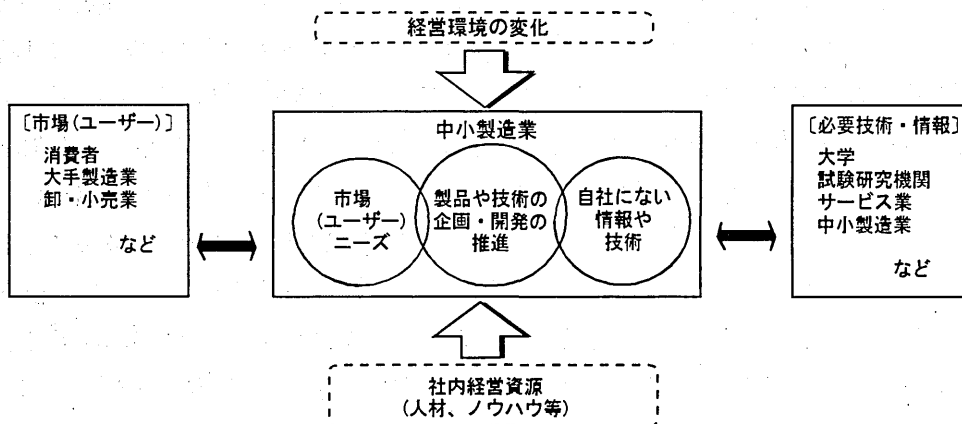 経営環境の変化
〔市場(ユーザー)〕
消費者
大手製造業
卸・小売業
など
中小製造業
市場
(ユーザー)
ニーズ
製品や技術の
企画・開発の
推進
自社にない
情報や
技術
〔必要技術・情報〕
大学
試験研究機関
サービス業
中小製造業
など
社内経営資源
(人材、ノウハウ等)